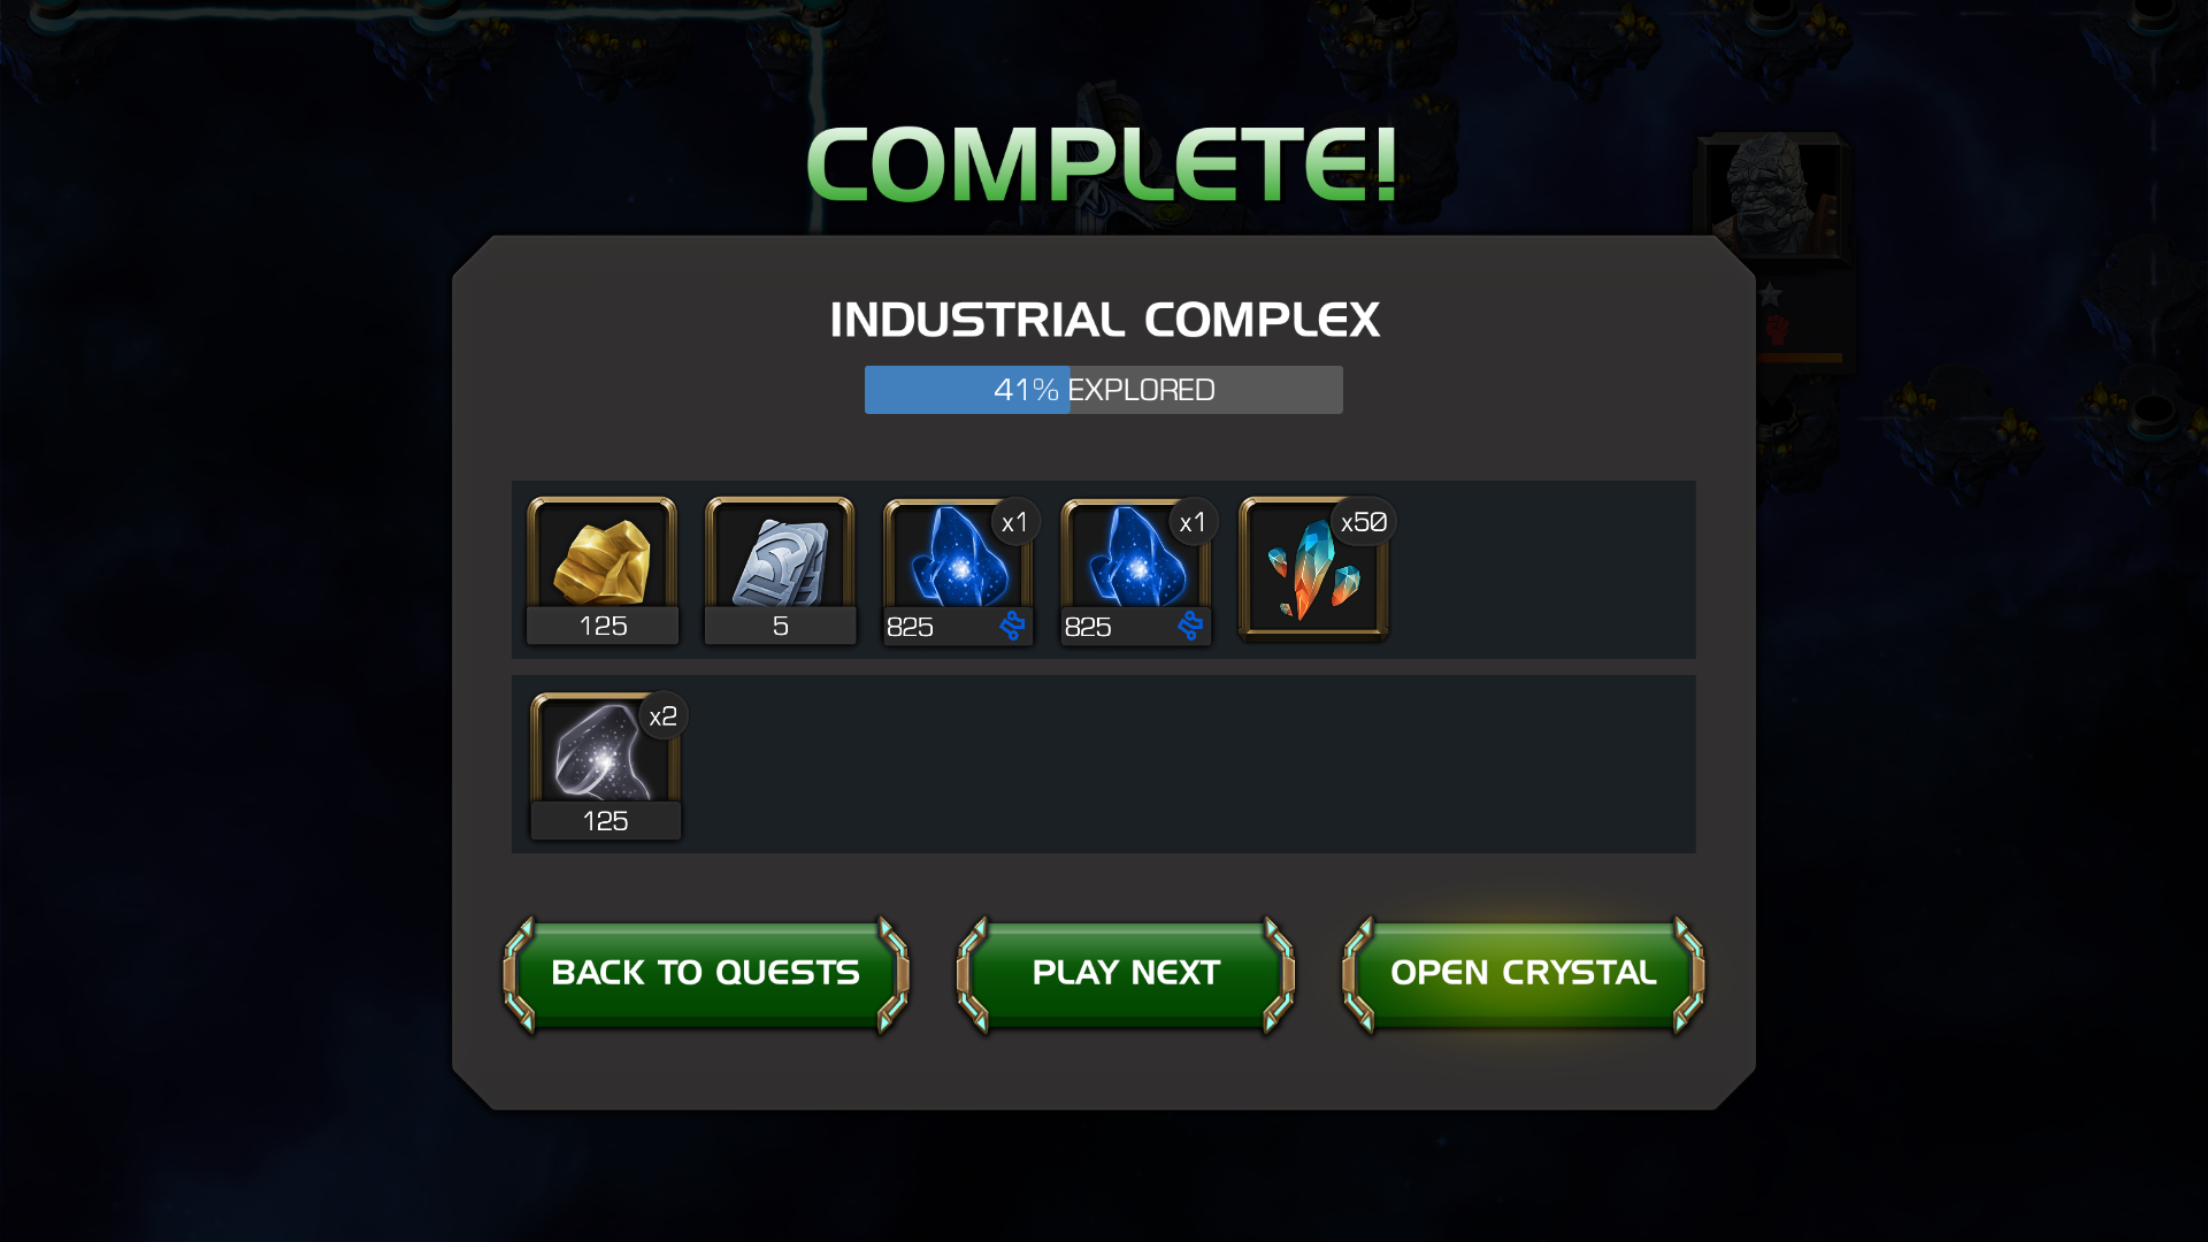 COMPLETE!
INDUSTRIAL COMPLEX
41% EXPLORED
x1
x1
x50
125
5
825
825
x2
125
BACK TO QUESTS
PLAY NEXT
OPEN CRYSTAL